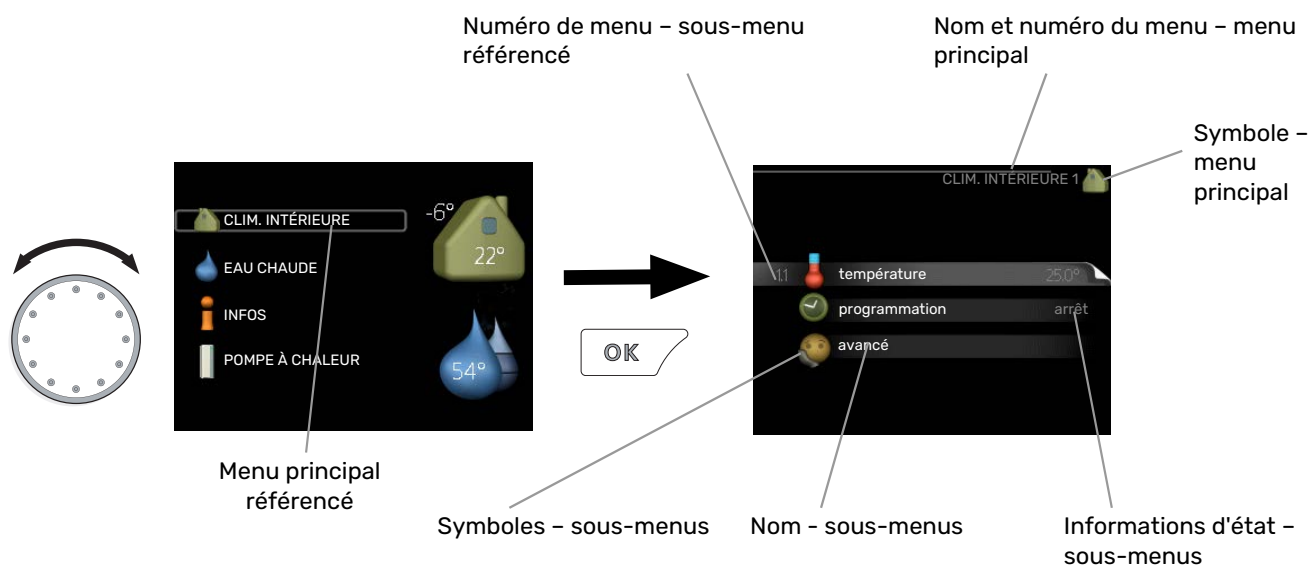 Numéro de menu – sous-menu
référencé
Nom et numéro du menu – menu
principal
Symbole –
menu
principal
CLIM. INTÉRIEURE
-6°
22°
EAU CHAUDE
INFOS
POMPE À CHALEUR
54°
OK
CLIM. INTÉRIEURE 1
1.1
température
25.0°
programmation
arrêt
avancé
Menu principal
référencé
Symboles – sous-menus
Nom - sous-menus
Informations d'état –
sous-menus